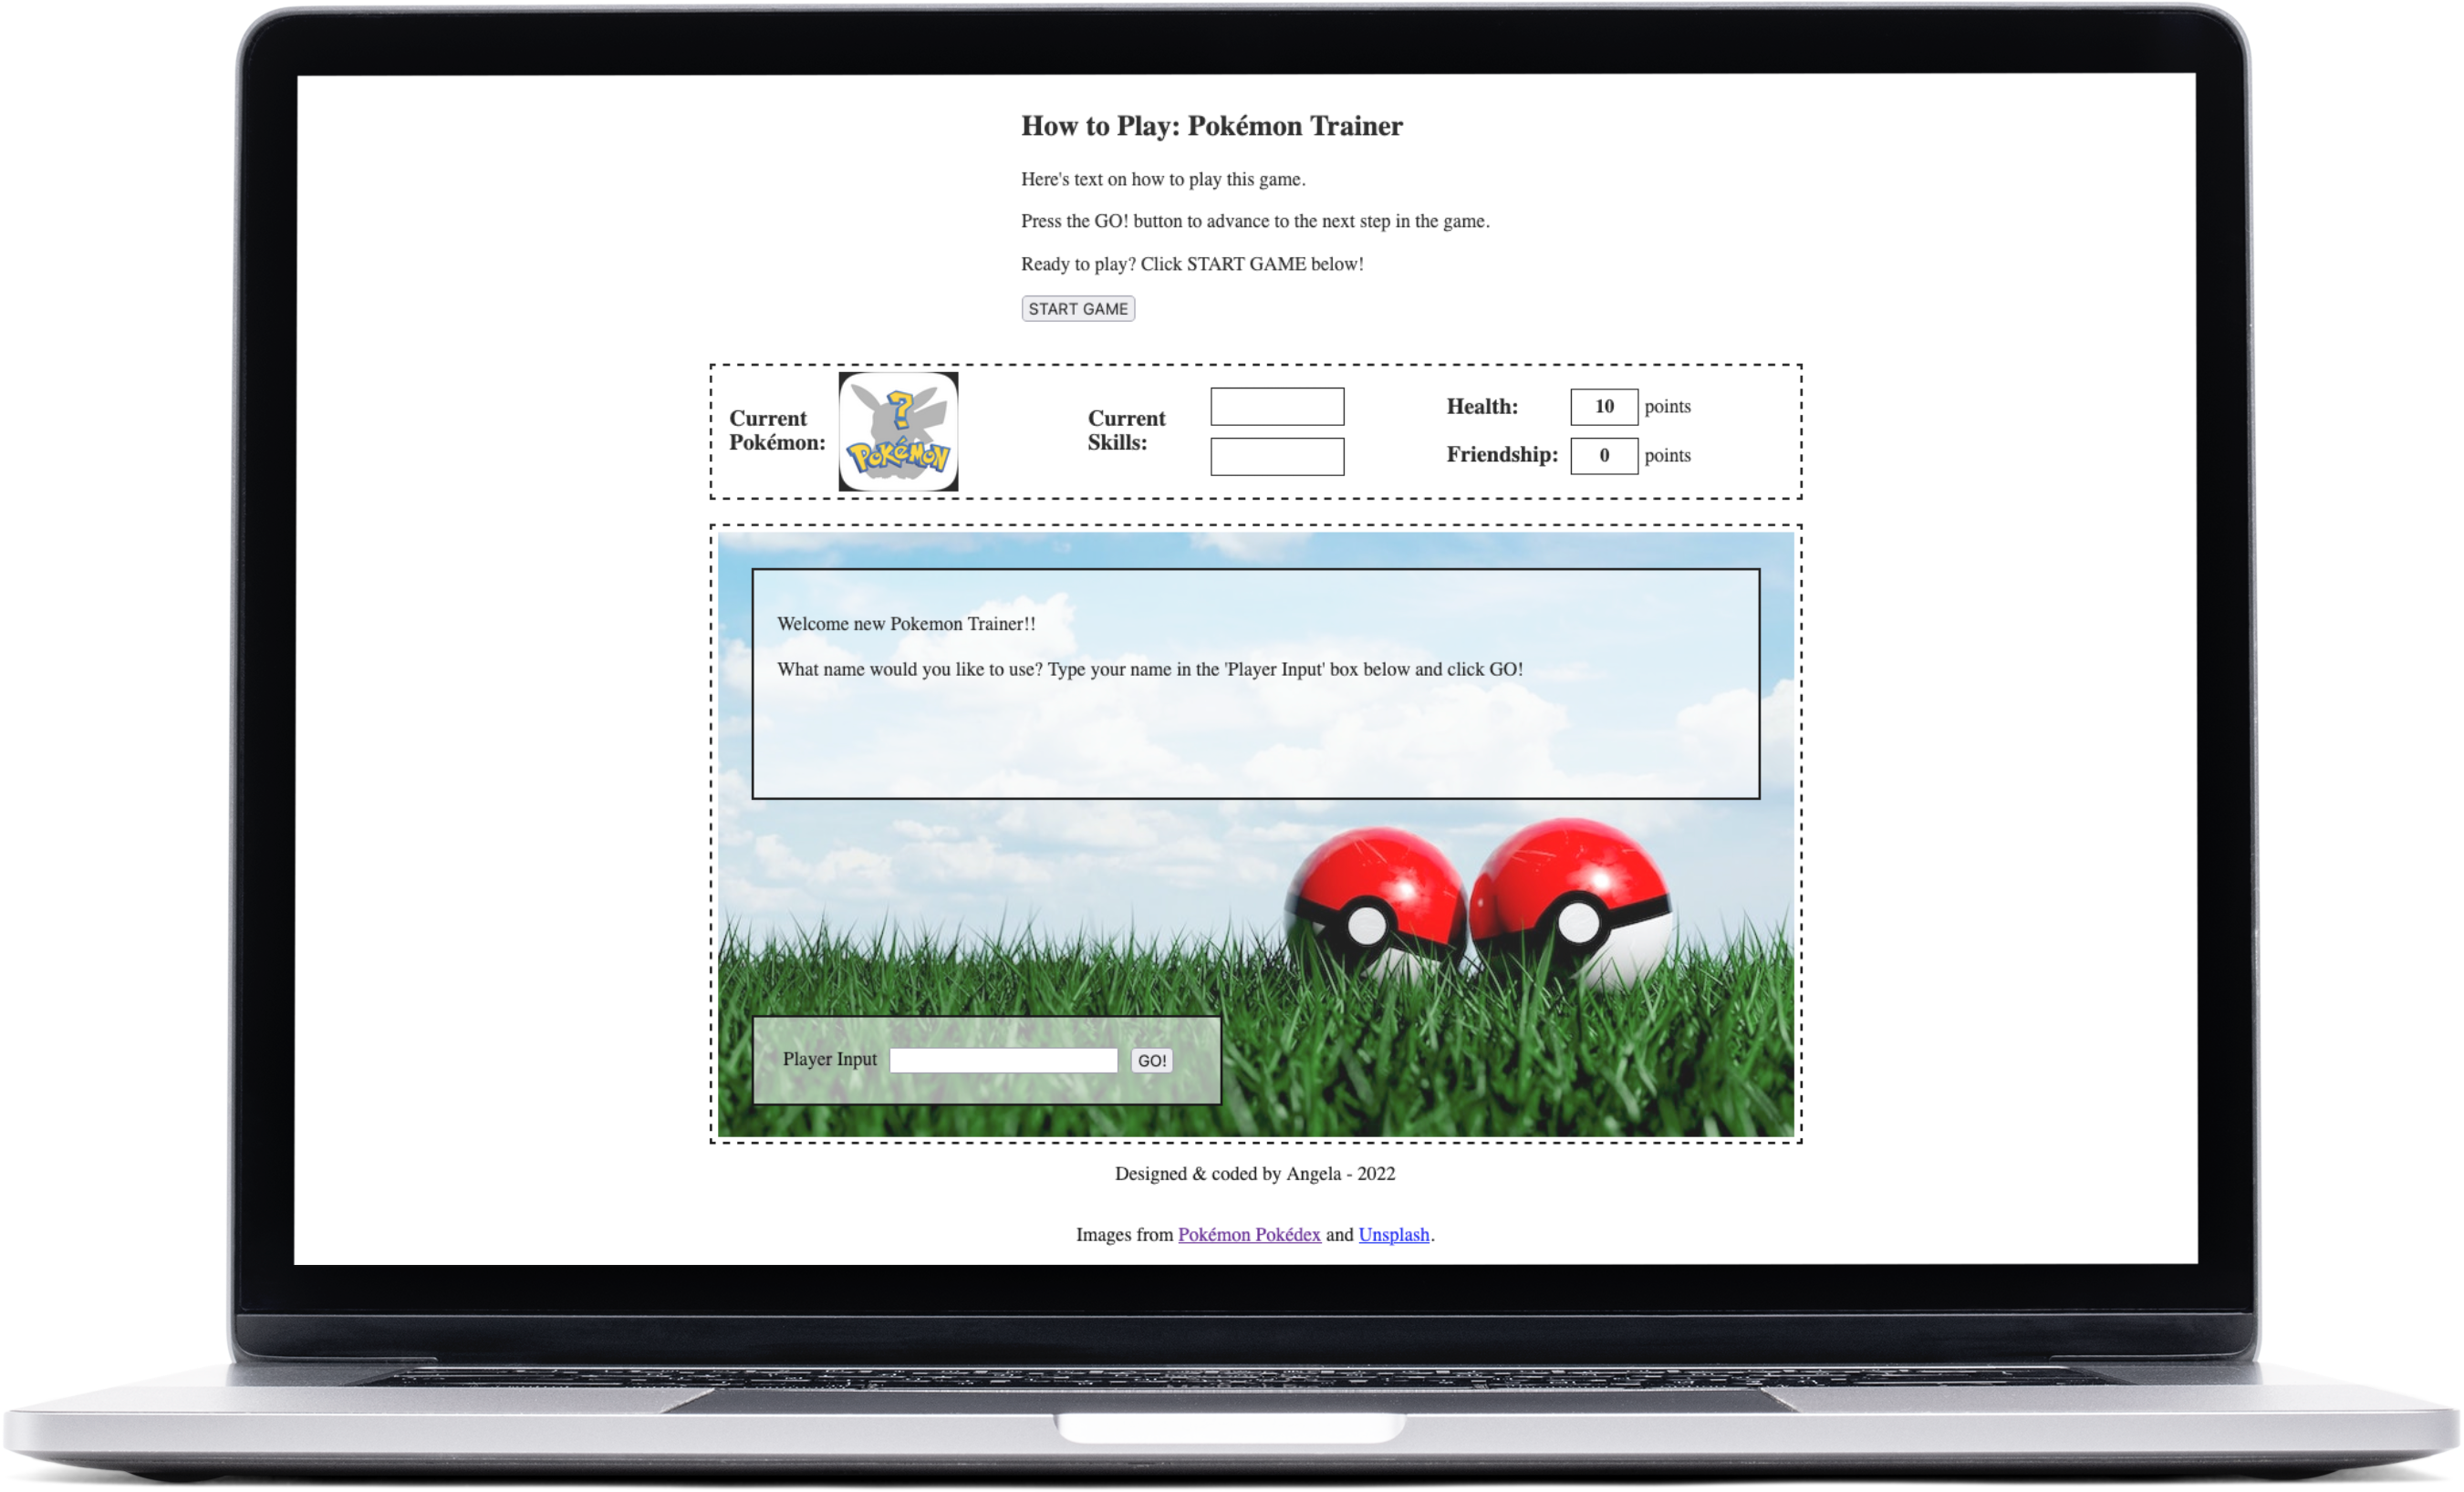 How to Play: Pokémon Trainer
Here's text on how to play this game.
Press the GO! button to advance to the next step in the game.
Ready to play? Click START GAME below!
START GAME
Current
Pokémon:
?
POKéMON
Current
Skills:
Health: 10 points
Friendship: 0 points
Welcome new Pokemon Trainer!!
What name would you like to use? Type your name in the 'Player Input' box below and click GO!
Player Input GO!
Designed & coded by Angela - 2022
Images from Pokémon Pokédex and Unsplash.